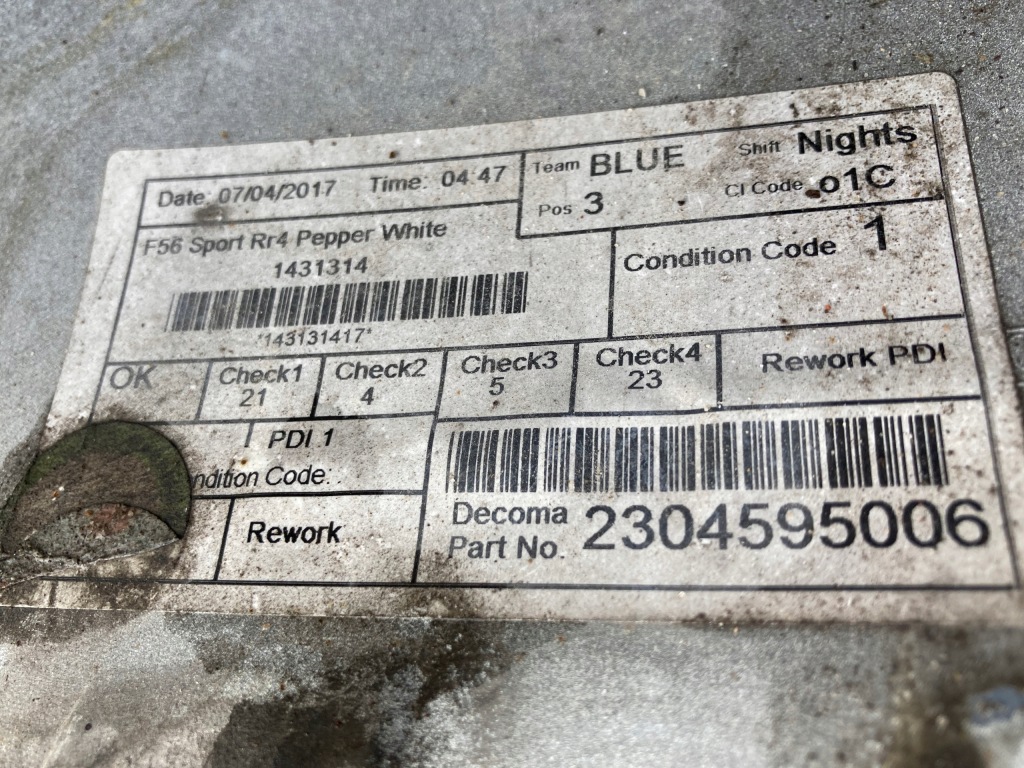 Date: 07/04/2017 Time: 04:47
Team BLUE Shift Nights
Pos 3 CI Code o1C
F56 Sport Rr4 Pepper White
1431314
*143131417*
Condition Code 1
OK Check1 Check2 Check3 Check4 Rework PDI
21 4 5 23
PDI 1
ndition Code: .
Rework
Decoma
Part No. 2304595006